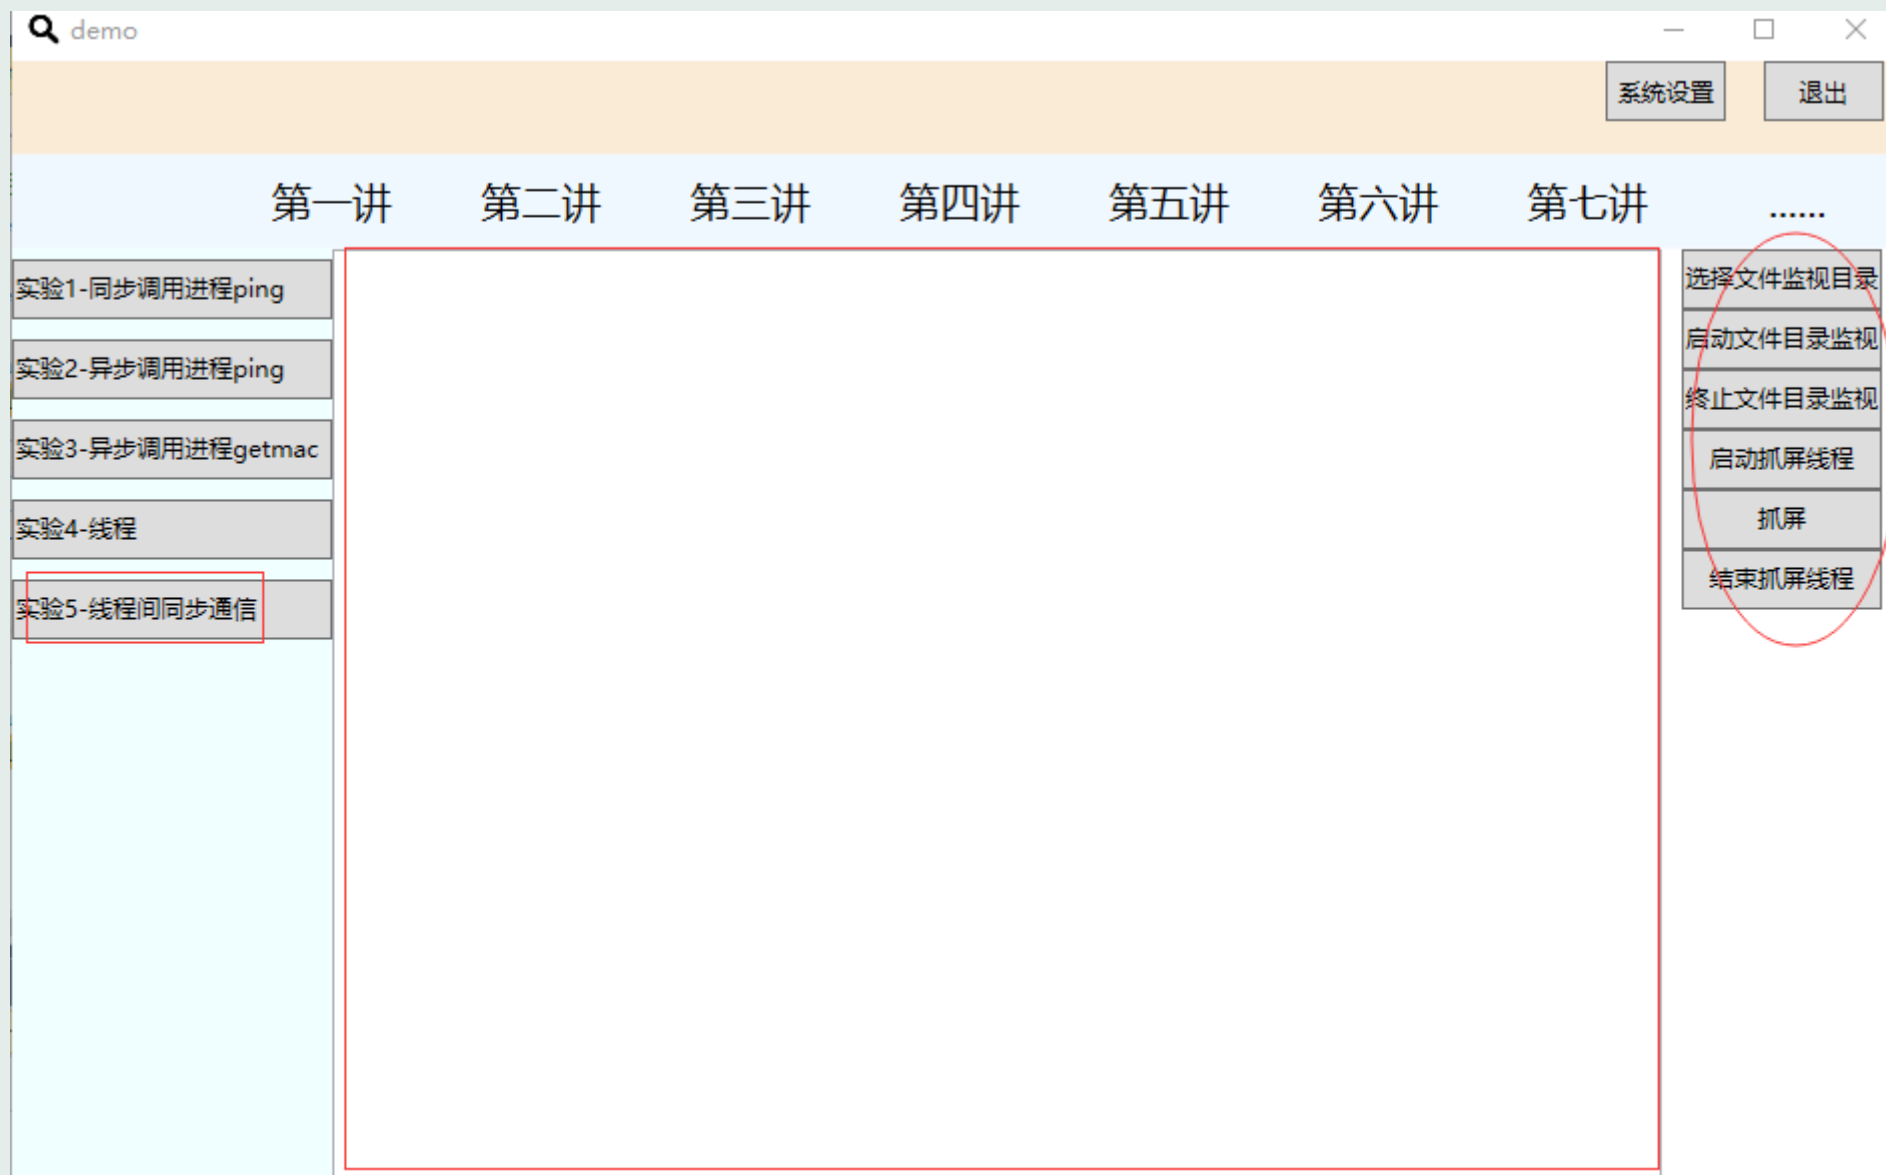 demo
系统设置
退出
第一讲
第二讲
第三讲
第四讲
第五讲
第六讲
第七讲
......
实验1-同步调用进程ping
实验2-异步调用进程ping
实验3-异步调用进程getmac
实验4-线程
实验5-线程间同步通信
选择文件监视目录
启动文件目录监视
终止文件目录监视
启动抓屏线程
抓屏
结束抓屏线程